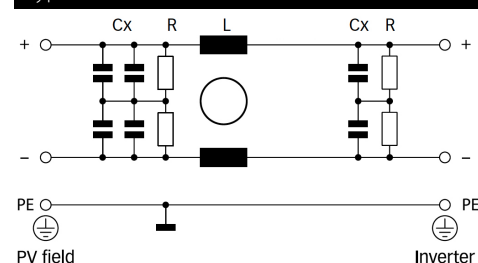 Cx R L Cx R
+ +
− −
PE PE
PV field Inverter